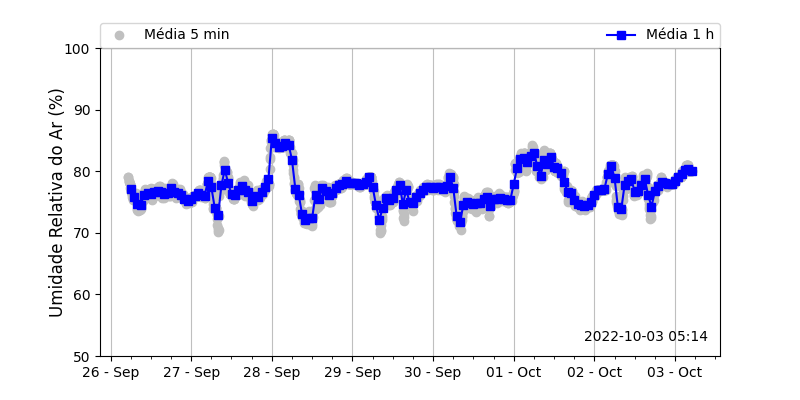 Média 5 min
Média 1 h
Umidade Relativa do Ar (%)
100
90
80
70
60
50
2022-10-03 05:14
26 - Sep
27 - Sep
28 - Sep
29 - Sep
30 - Sep
01 - Oct
02 - Oct
03 - Oct